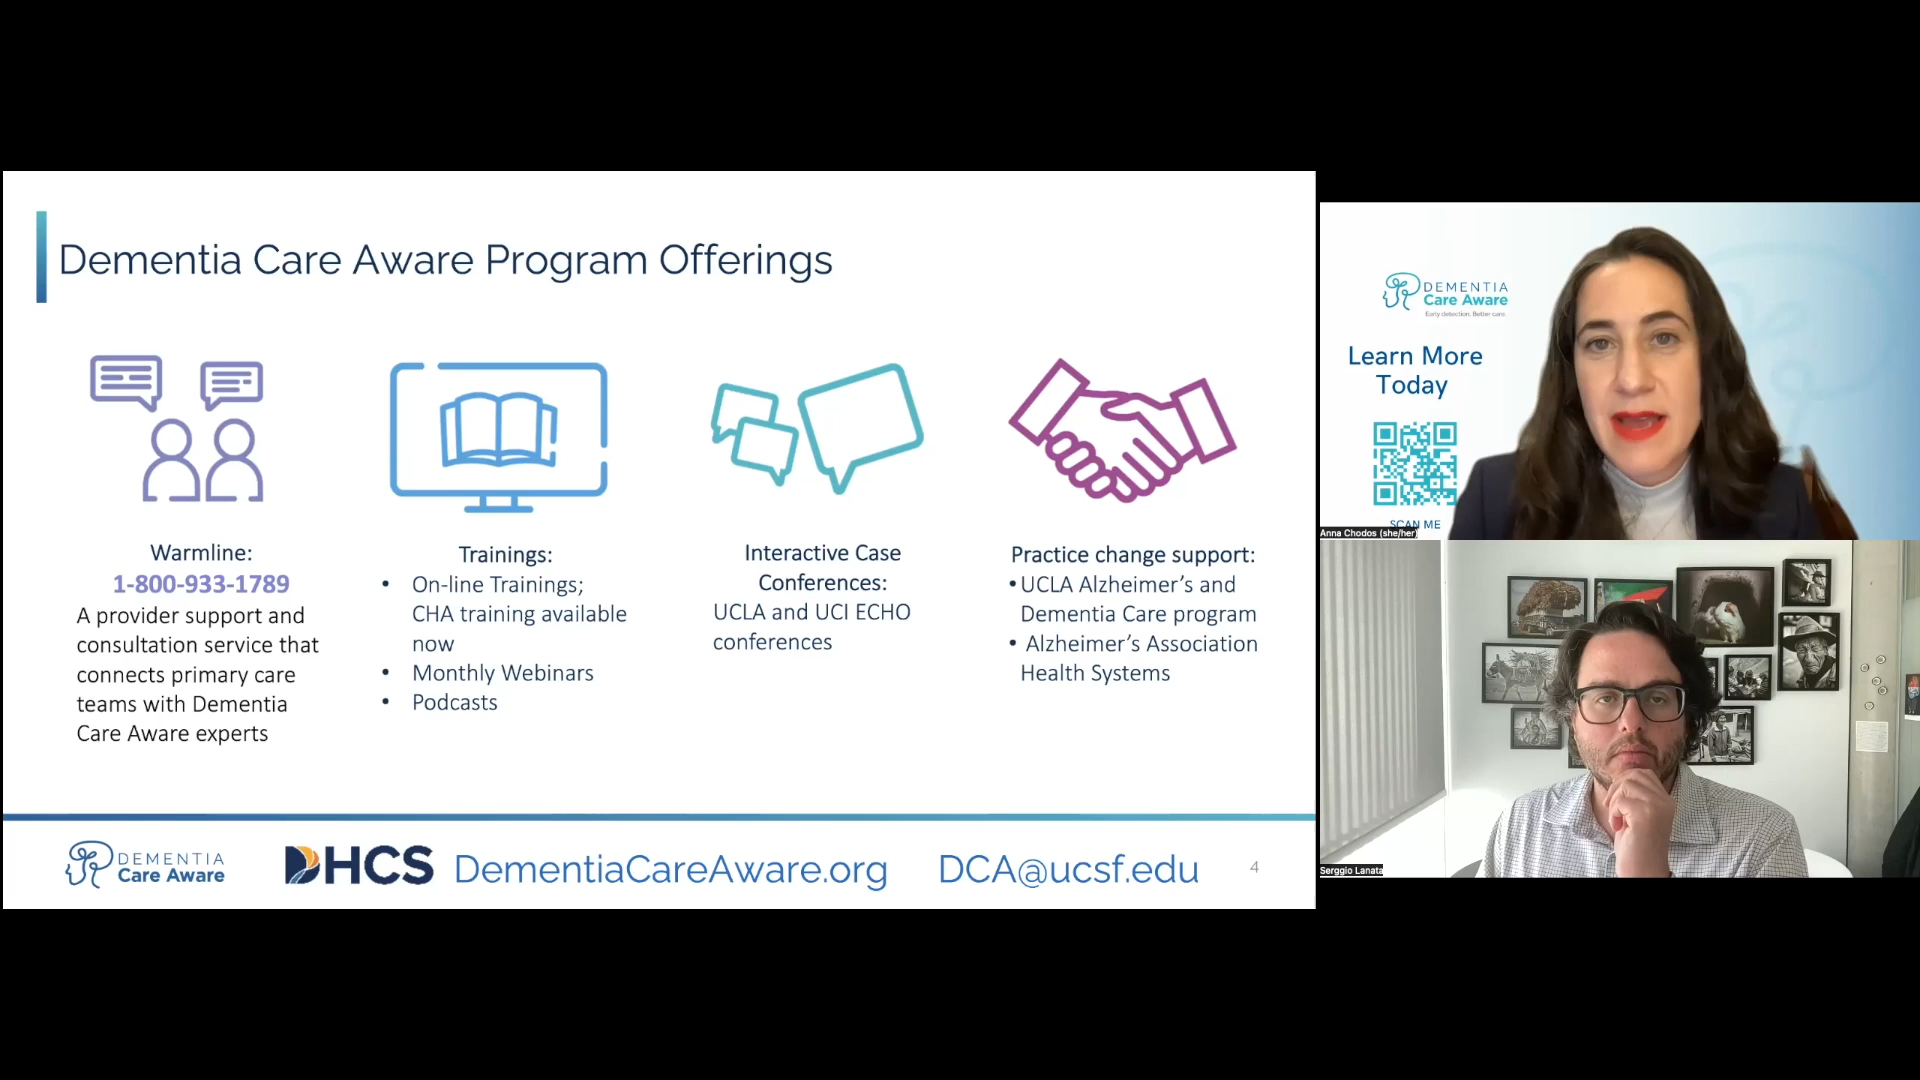 Dementia Care Aware Program Offerings
Warmline:
1-800-933-1789
A provider support and
consultation service that
connects primary care
teams with Dementia
Care Aware experts
Trainings:
• On-line Trainings;
CHA training available
now
• Monthly Webinars
• Podcasts
Interactive Case
Conferences:
UCLA and UCI ECHO
conferences
Practice change support:
• UCLA Alzheimer's and
Dementia Care program
• Alzheimer's Association
Health Systems
DEMENTIA
Care Aware
DHCS
DementiaCareAware.org
DCA@ucsf.edu
4
DEMENTIA
Care Aware
Early detection. Better care.
Learn More
Today
SCAN ME
Anna Chodos (she/her)
Serggio Lanata